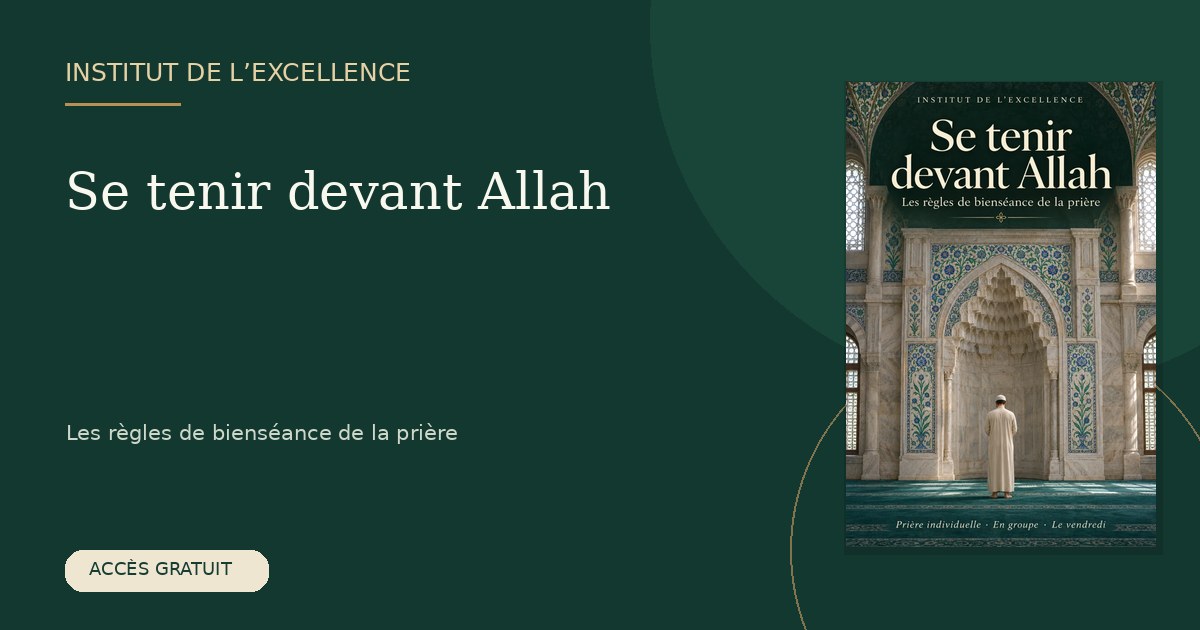 INSTITUT DE L’EXCELLENCE
Se tenir devant Allah
Les règles de bienséance de la prière
ACCÈS GRATUIT
INSTITUT DE L’EXCELLENCE
Se tenir
devant Allah
Les règles de bienséance de la prière
Prière individuelle · En groupe · Le vendredi